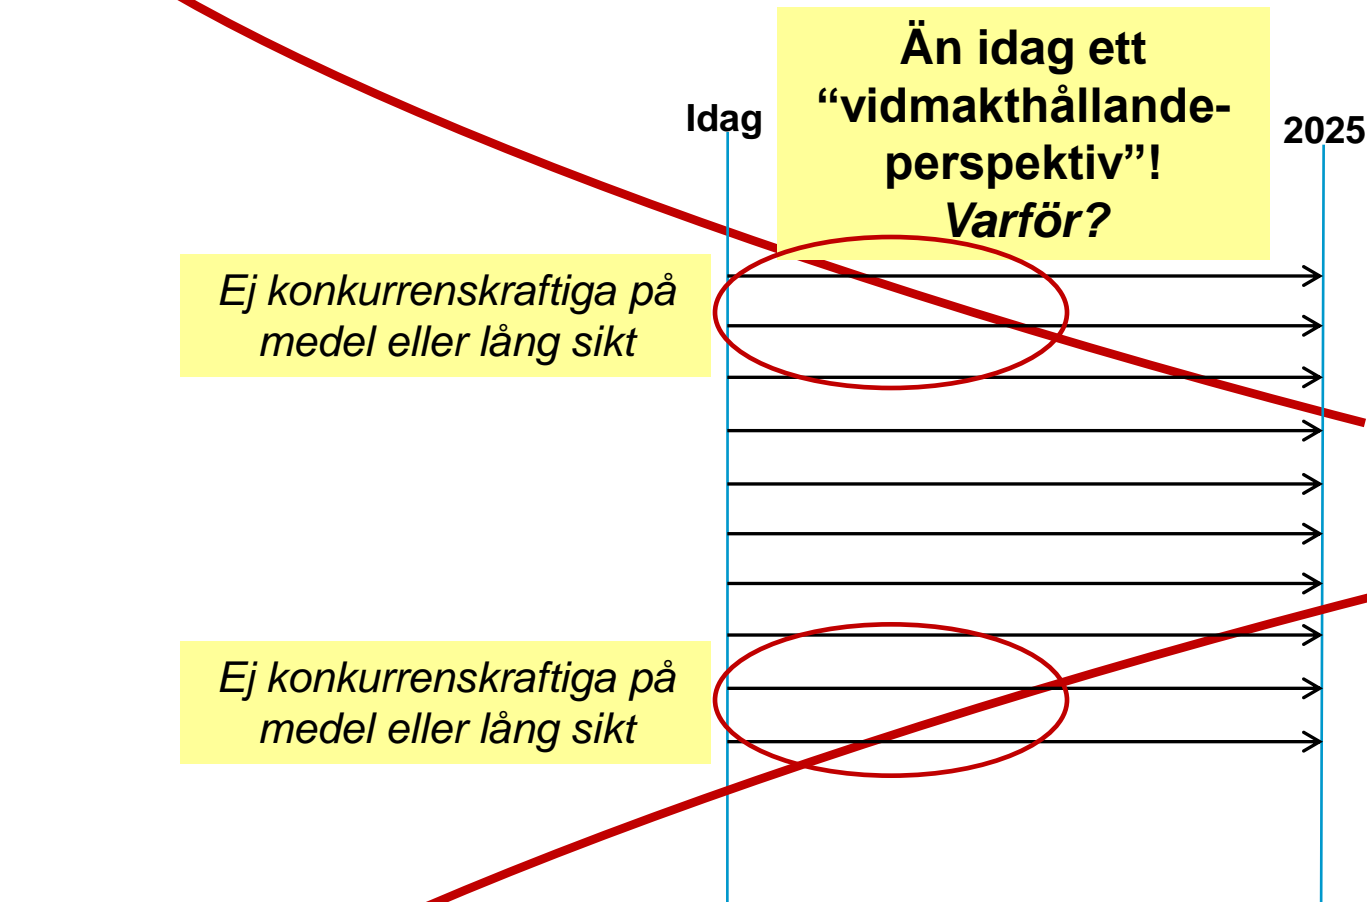 Än idag ett
“vidmakthållande-
perspektiv”!
Varför?
Idag
2025
Ej konkurrenskraftiga på
medel eller lång sikt
Ej konkurrenskraftiga på
medel eller lång sikt